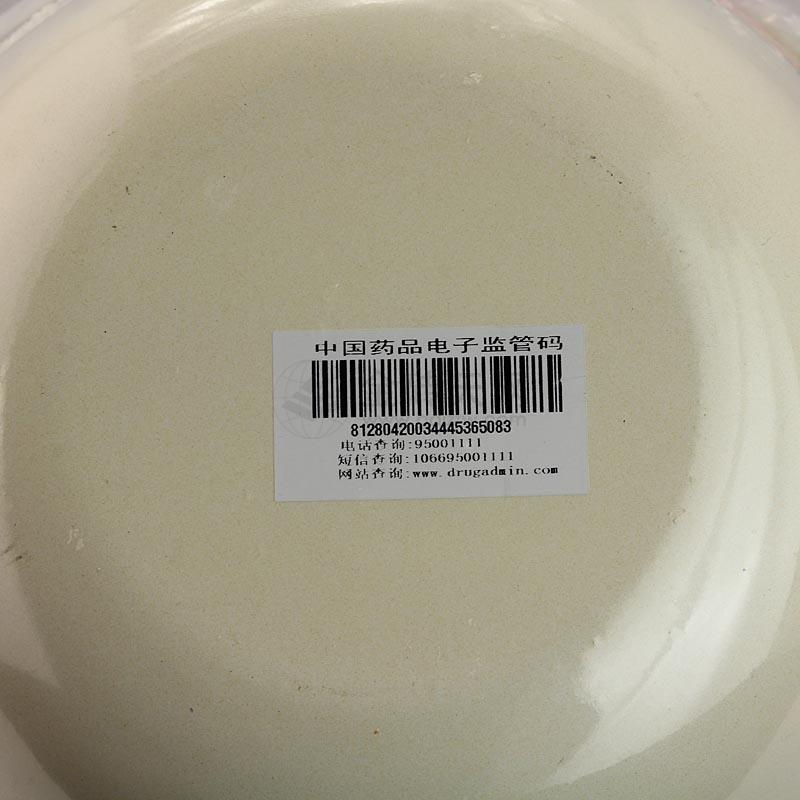 中国药品电子监管码
81280420034445365083
电话查询:95001111
短信查询:106695001111
网站查询:www.drugadmin.com